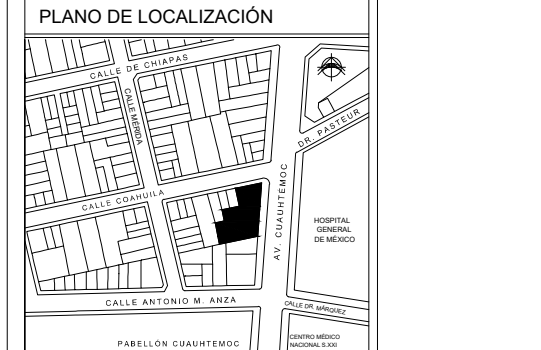 PLANO DE LOCALIZACIÓN
CALLE DE CHIAPAS
CALLE MÉRIDA
DR. PASTEUR
AV. CUAUHTEMOC
CALLE COAHUILA
HOSPITAL
GENERAL
DE MÉXICO
CALLE ANTONIO M. ANZA
CALLE DR. MÁRQUEZ
PABELLÓN CUAUHTEMOC
CENTRO MÉDICO
NACIONAL S.XXI